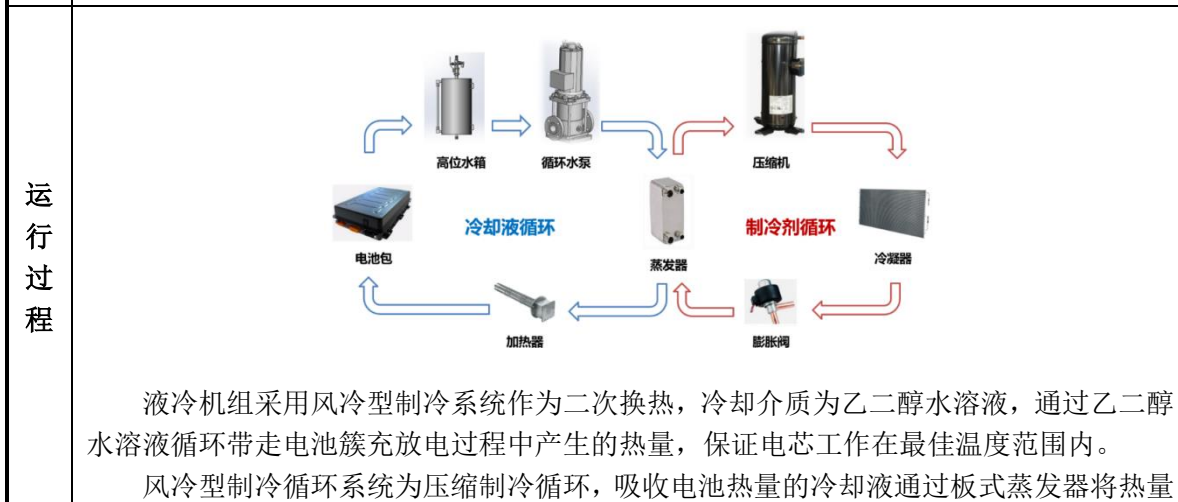 运行过程
高位水箱
循环水泵
压缩机
电池包
冷却液循环
蒸发器
制冷剂循环
冷凝器
加热器
膨胀阀
液冷机组采用风冷型制冷系统作为二次换热，冷却介质为乙二醇
水溶液，通过乙二醇水溶液循环带走电池簇充放电过程中产生的热量，保证电芯工作在最佳温度范围内。
风冷型制冷循环系统为压缩制冷循环，吸收电池热量的冷却液通过板式蒸发器将热量